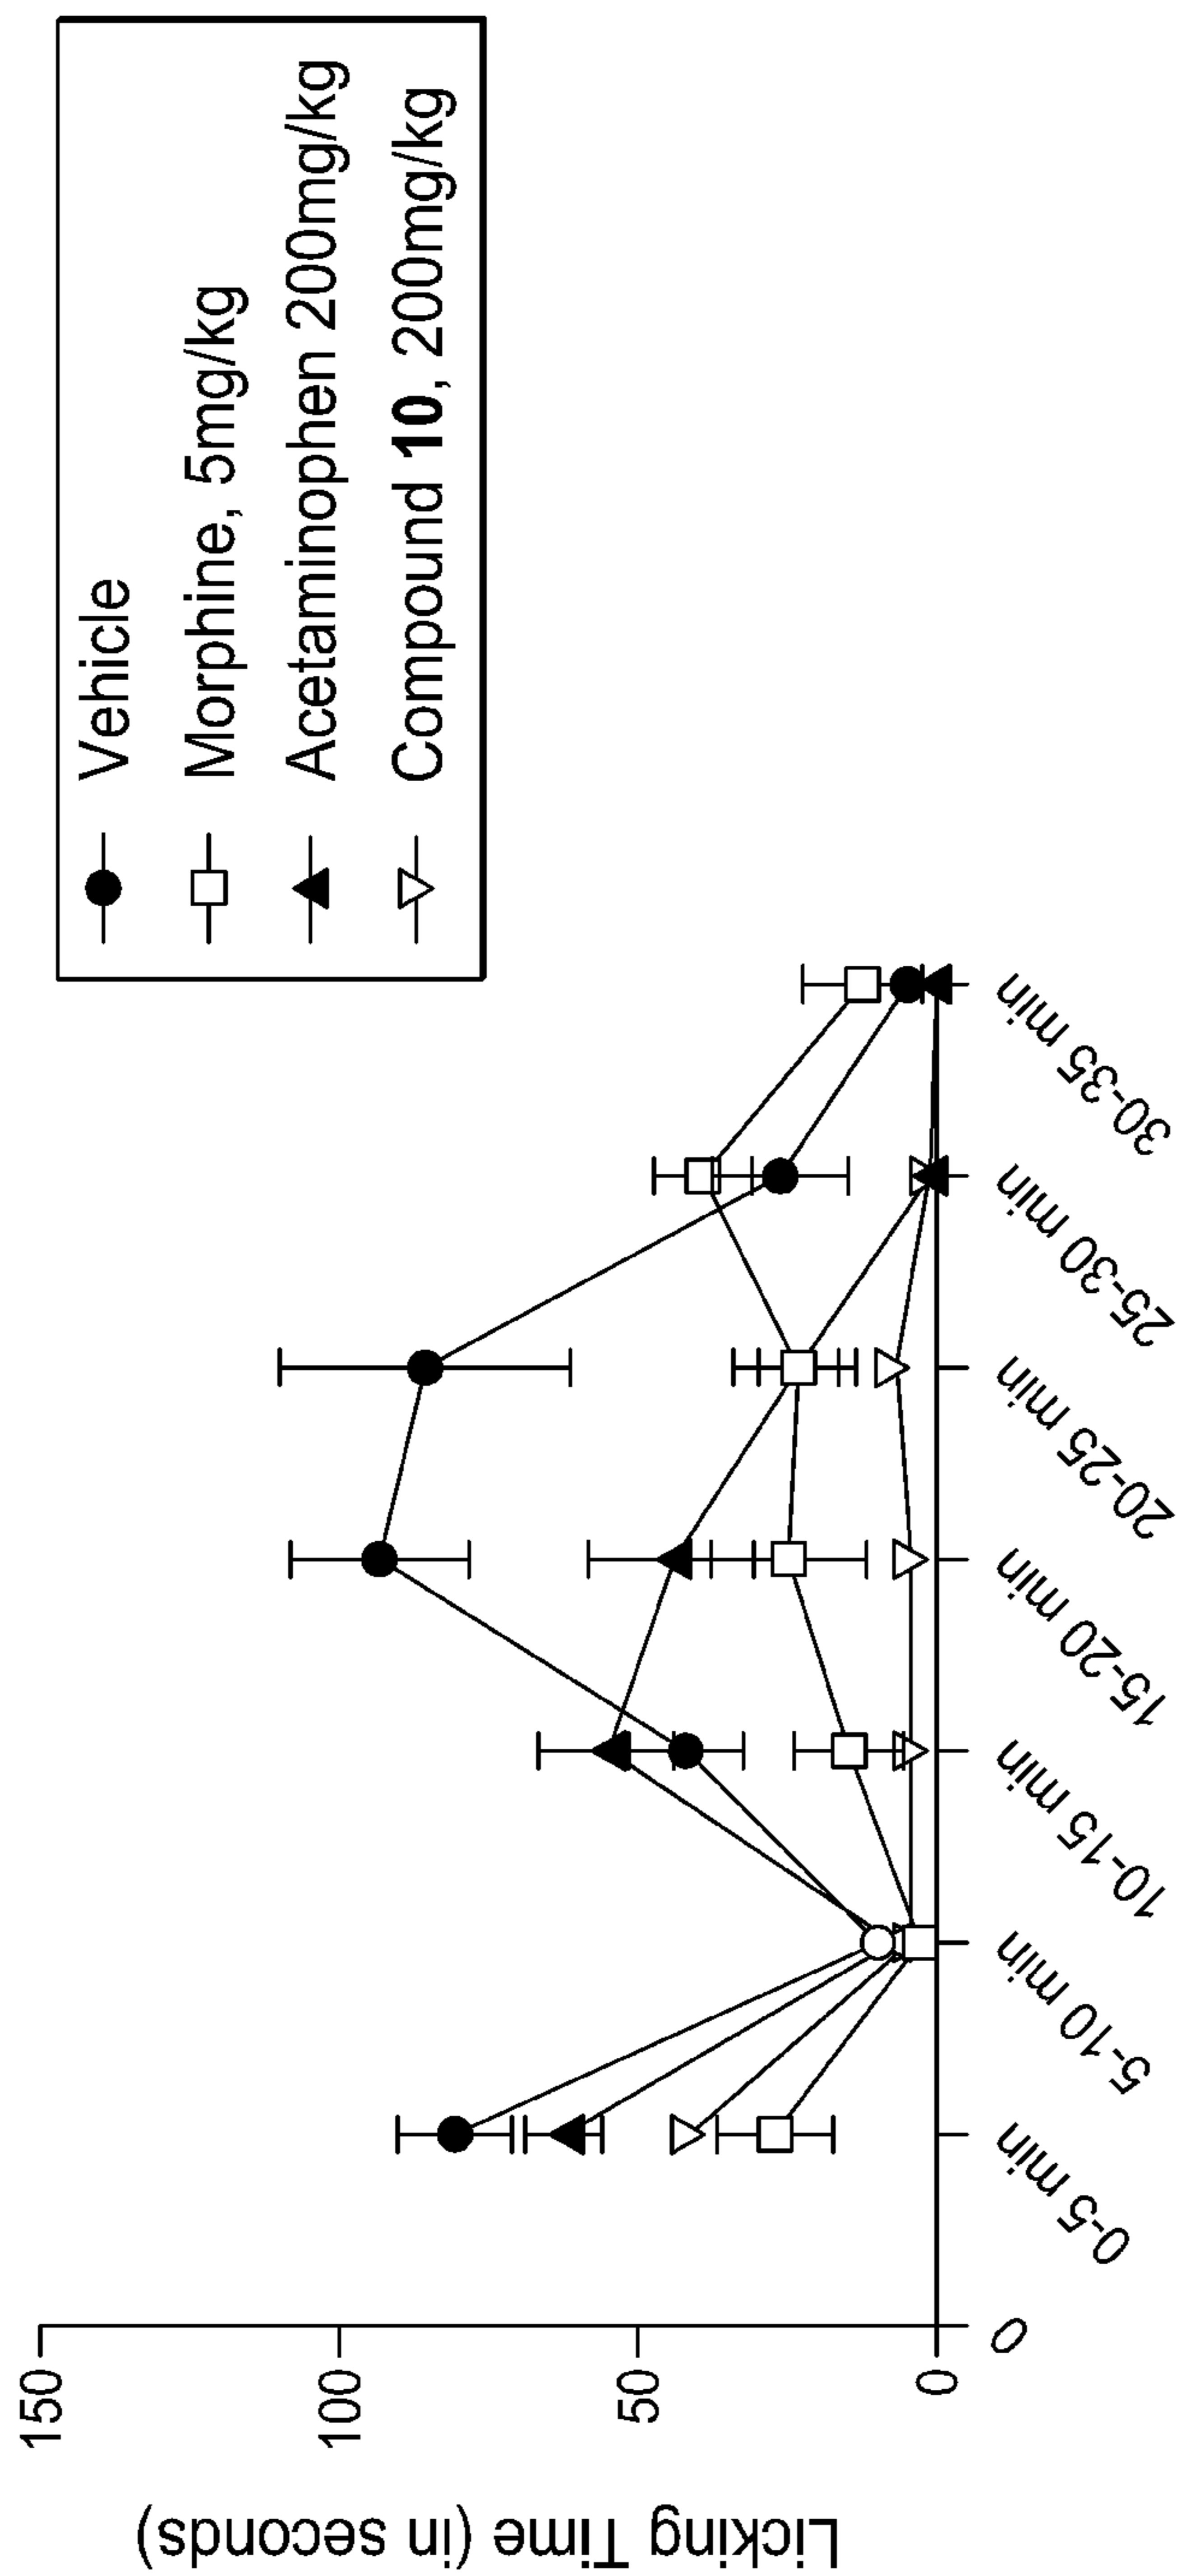 Vehicle
Morphine, 5mg/kg
Acetaminophen 200mg/kg
Compound 10, 200mg/kg
Licking Time (in seconds)
150
100
50
0
0
0-5 min
5-10 min
10-15 min
15-20 min
20-25 min
25-30 min
30-35 min